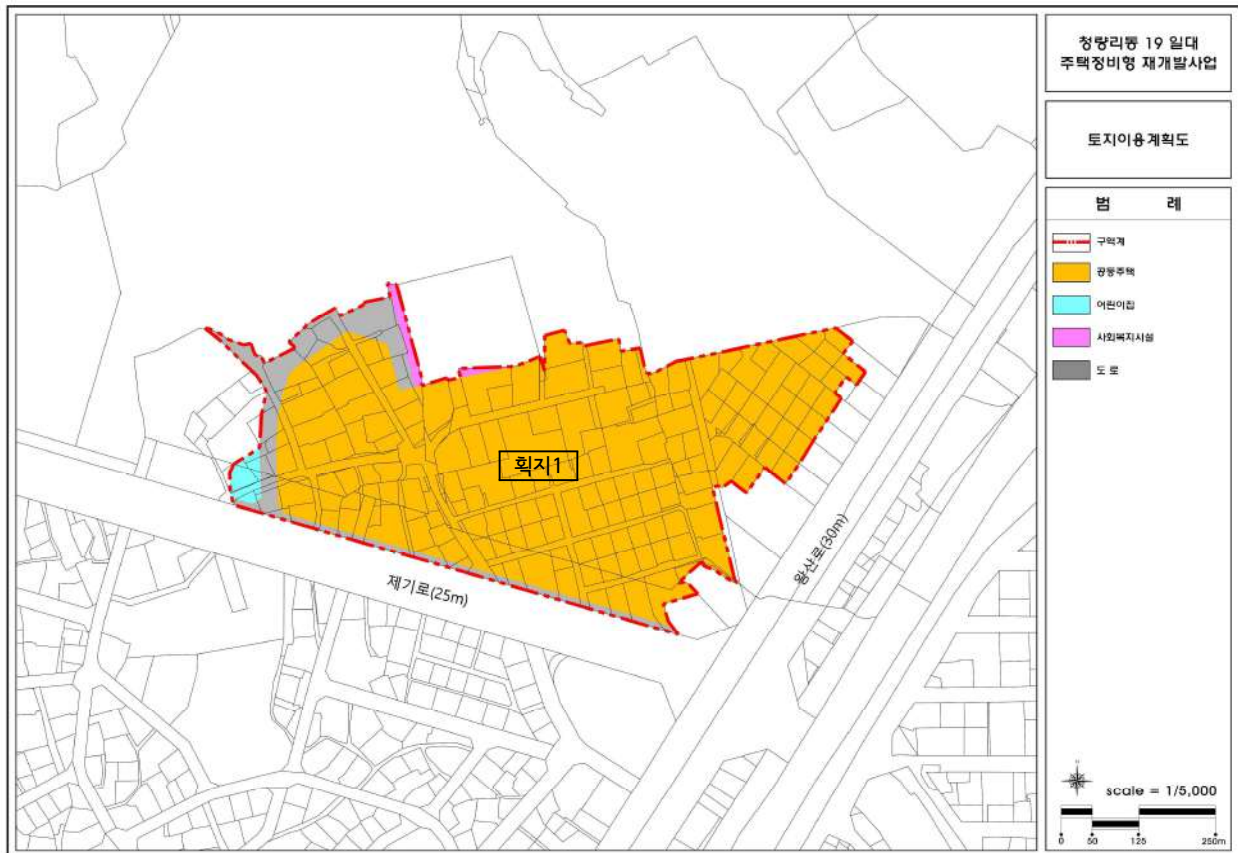 청량리동 19 일대
주택정비형 재개발사업
토지이용계획도
범 례
구역계
공동주택
어린이집
사회복지시설
도로
획지1
제기로(25m)
왕산로(30m)
scale = 1/5,000
0 50 125 250m